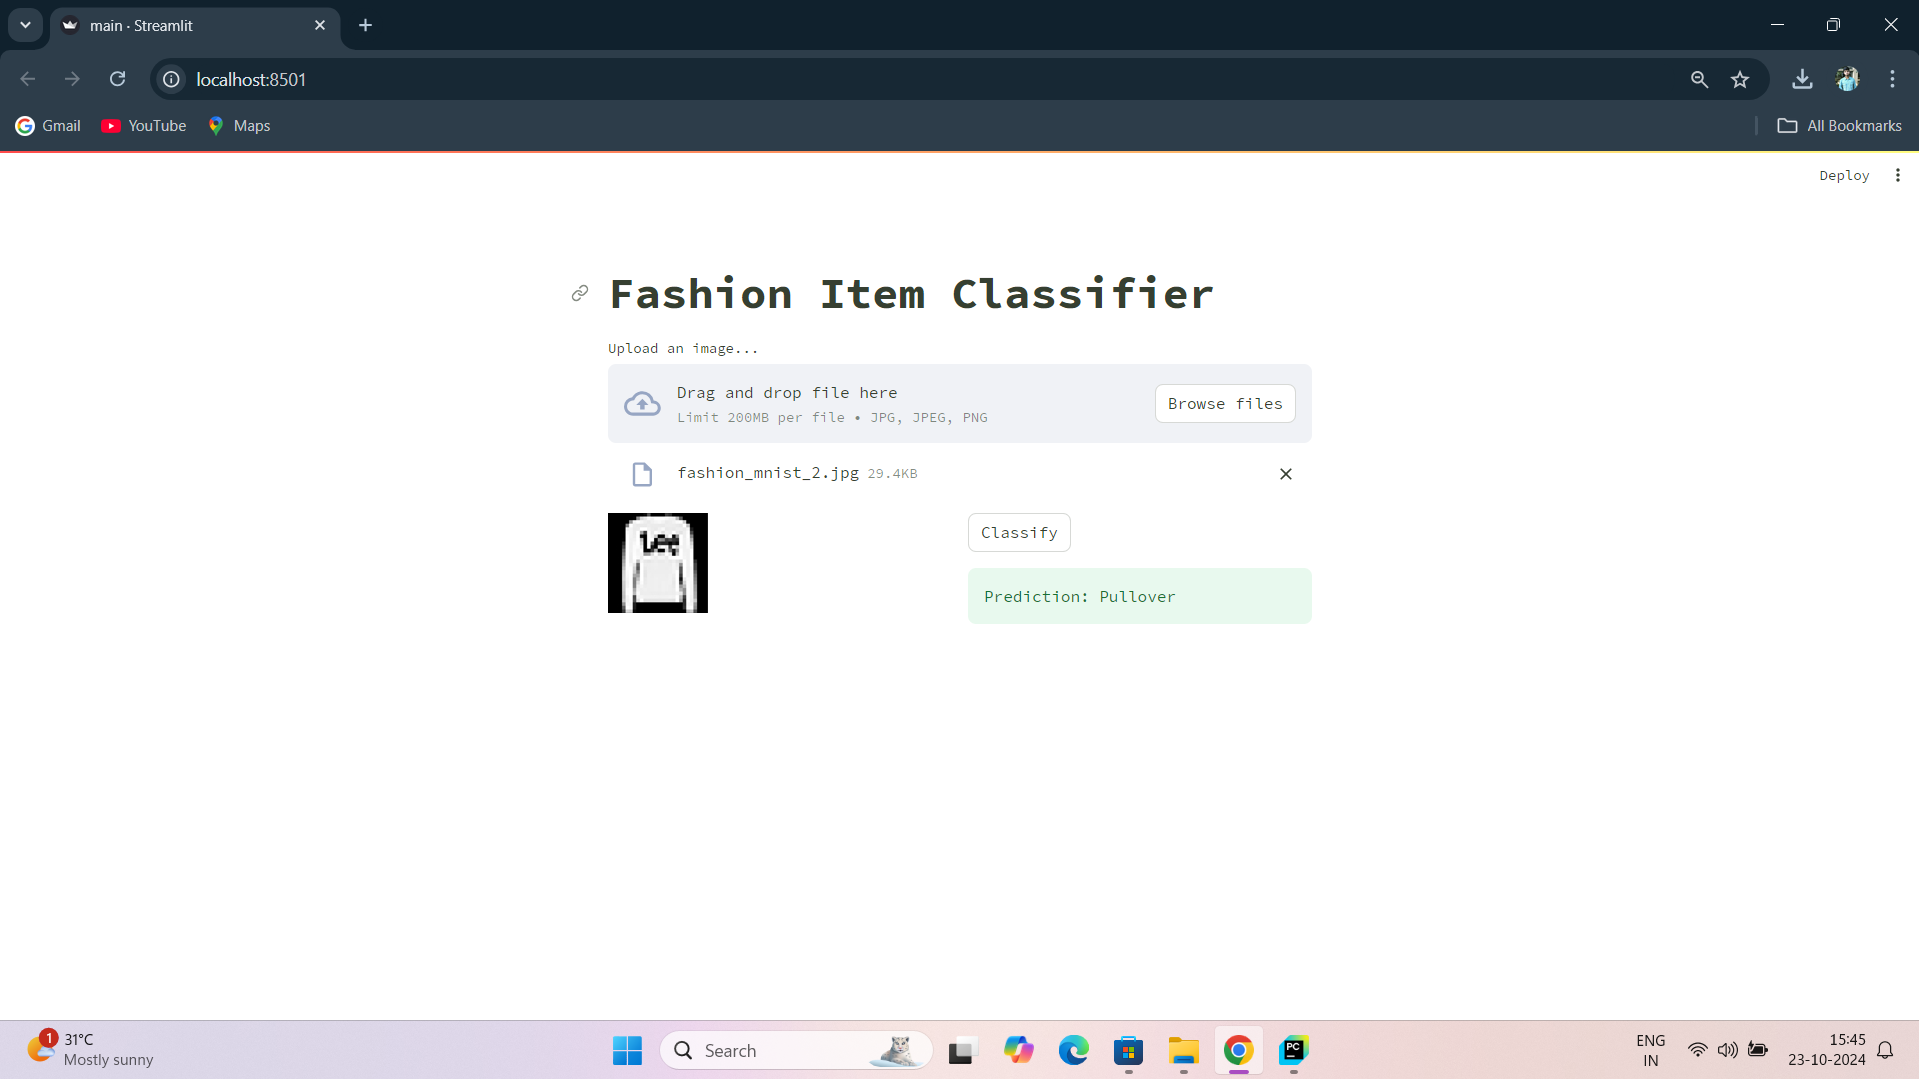 main · Streamlit
localhost:8501
Gmail
YouTube
Maps
All Bookmarks
Deploy
Fashion Item Classifier
Upload an image...
Drag and drop file here
Limit 200MB per file • JPG, JPEG, PNG
Browse files
fashion_mnist_2.jpg 29.4KB
Lee
Classify
Prediction: Pullover
1
31°C
Mostly sunny
Search
PC
ENG
IN
15:45
23-10-2024